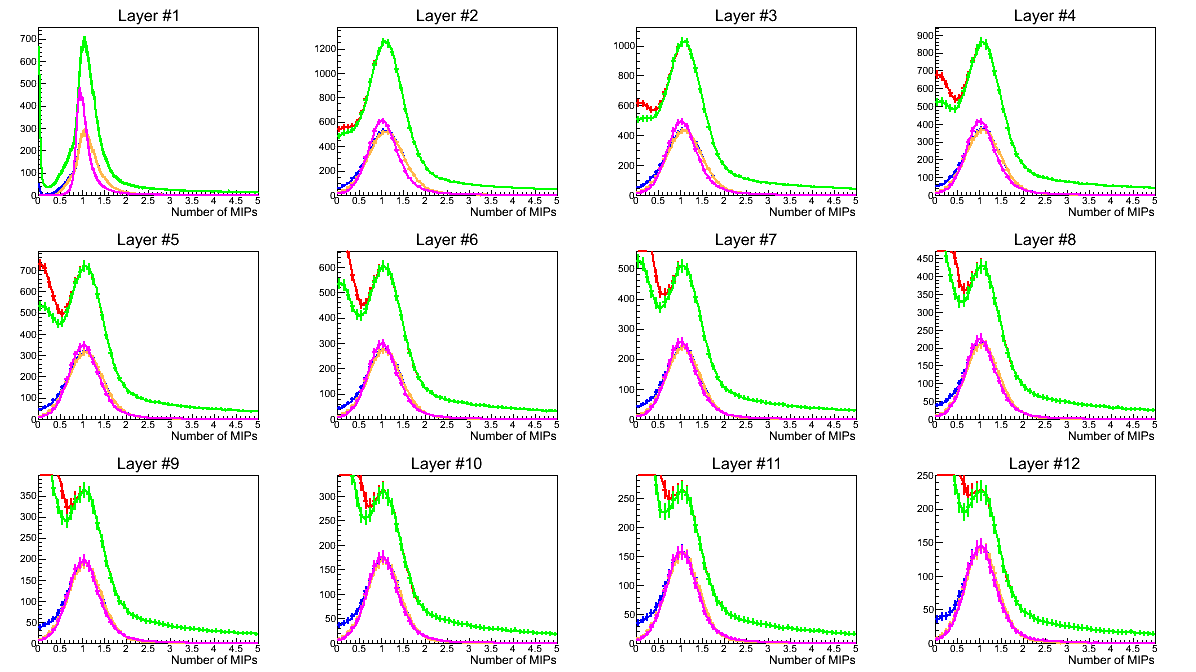 Layer #1 Layer #2 Layer #3 Layer #4
700 600 500 400 300 200 100 0
0 0.5 1 1.5 2 2.5 3 3.5 4 4.5 5
Number of MIPs
1200 1000 800 600 400 200 0
0 0.5 1 1.5 2 2.5 3 3.5 4 4.5 5
Number of MIPs
1000 800 600 400 200 0
0 0.5 1 1.5 2 2.5 3 3.5 4 4.5 5
Number of MIPs
900 800 700 600 500 400 300 200 100 0
0 0.5 1 1.5 2 2.5 3 3.5 4 4.5 5
Number of MIPs
Layer #5 Layer #6 Layer #7 Layer #8
700 600 500 400 300 200 100 0
0 0.5 1 1.5 2 2.5 3 3.5 4 4.5 5
Number of MIPs
600 500 400 300 200 100 0
0 0.5 1 1.5 2 2.5 3 3.5 4 4.5 5
Number of MIPs
500 400 300 200 100 0
0 0.5 1 1.5 2 2.5 3 3.5 4 4.5 5
Number of MIPs
450 400 350 300 250 200 150 100 50 0
0 0.5 1 1.5 2 2.5 3 3.5 4 4.5 5
Number of MIPs
Layer #9 Layer #10 Layer #11 Layer #12
350 300 250 200 150 100 50 0
0 0.5 1 1.5 2 2.5 3 3.5 4 4.5 5
Number of MIPs
300 250 200 150 100 50 0
0 0.5 1 1.5 2 2.5 3 3.5 4 4.5 5
Number of MIPs
250 200 150 100 50 0
0 0.5 1 1.5 2 2.5 3 3.5 4 4.5 5
Number of MIPs
250 200 150 100 50
0 0.5 1 1.5 2 2.5 3 3.5 4 4.5 5
Number of MIPs